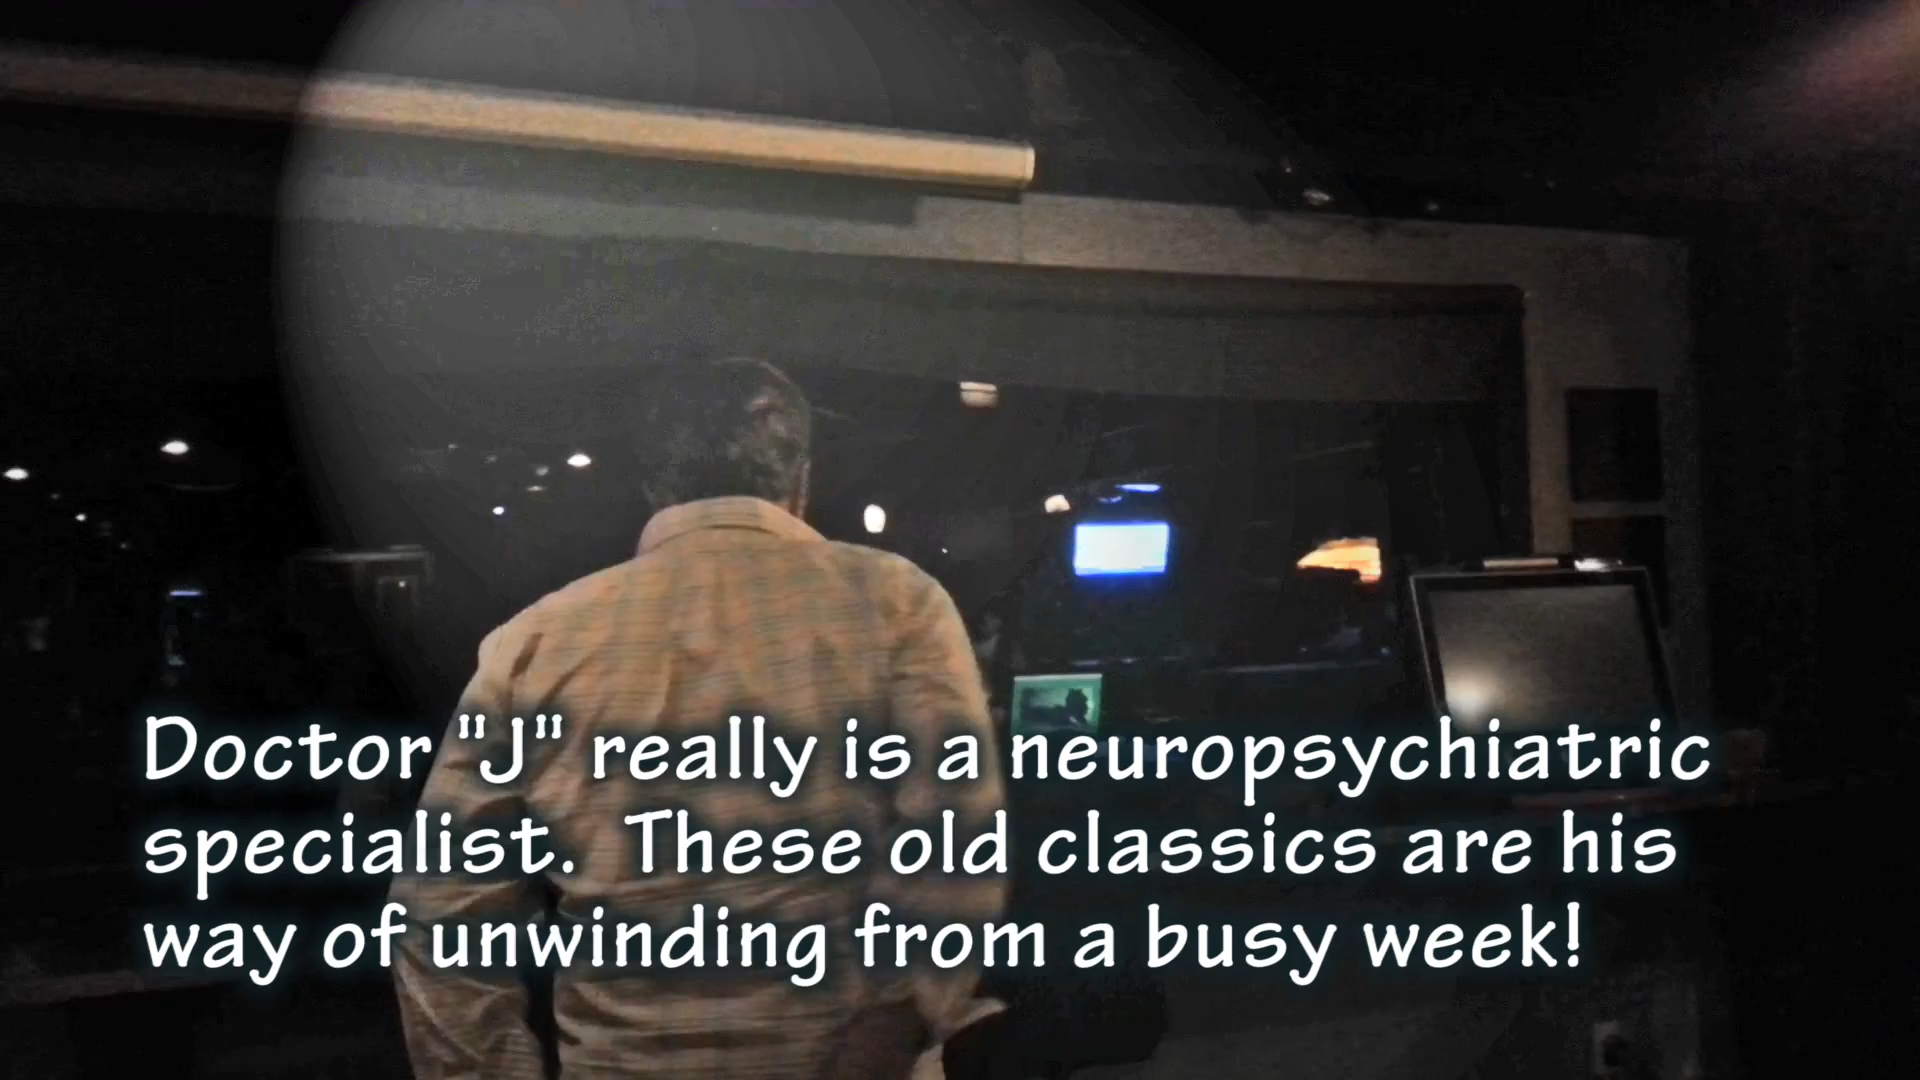 Doctor "J" really is a neuropsychiatric
specialist.  These old classics are his
way of unwinding from a busy week!